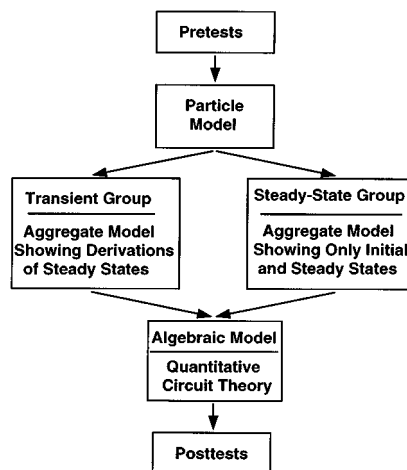 Pretests
Particle
Model
Transient Group
Aggregate Model
Showing Derivations
of Steady States
Steady-State Group
Aggregate Model
Showing Only Initial
and Steady States
Algebraic Model
Quantitative
Circuit Theory
Posttests